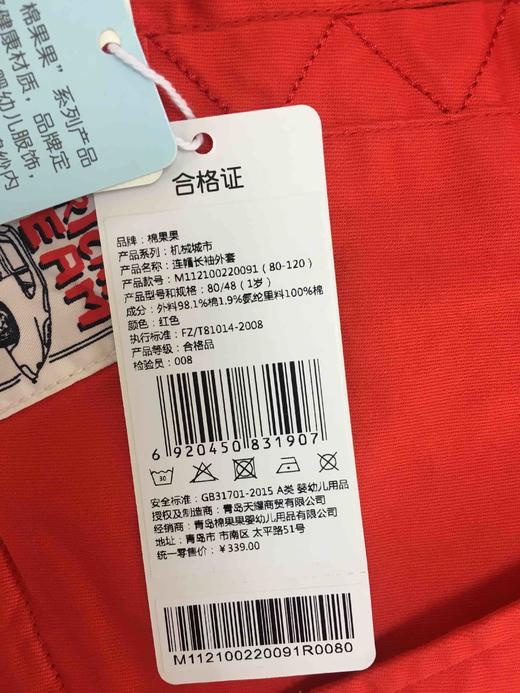 棉果果”系列产品
健康材质，品牌定
婴幼儿服饰，
合格证
品牌：棉果果
产品系列：机械城市
产品名称：连帽长袖外套
产品款号：M112100220091（80-120）
产品型号和规格：80/48（1岁）
成分：外料98.1%棉1.9%氨纶里料100%棉
颜色：红色
执行标准：FZ/T81014-2008
产品等级：合格品
检验员：008
6 920450 831907
30
安全标准：GB31701-2015 A类 婴幼儿用品
授权及制造商：青岛天耀商贸有限公司
经销商：青岛棉果果婴幼儿用品有限公司
地址：青岛市 市南区 太平路51号
统一零售价：￥339.00
M112100220091R0080